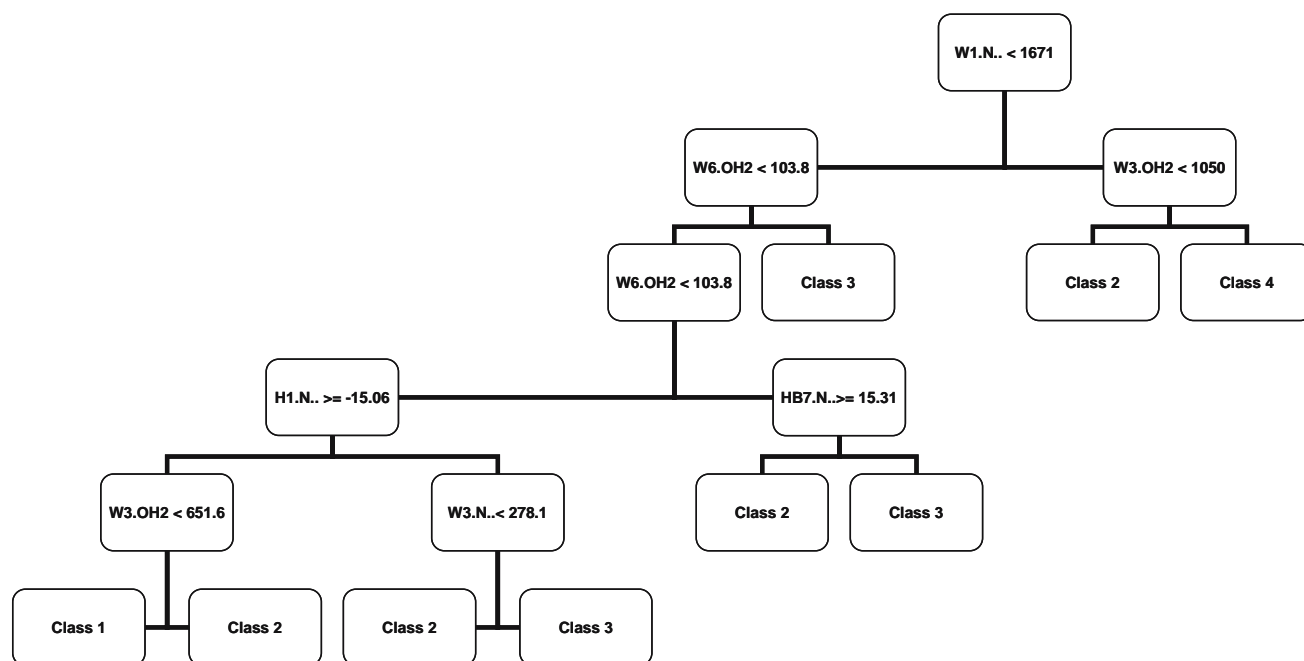 W1.N.. < 1671
W6.OH2 < 103.8
W3.OH2 < 1050
W6.OH2 < 103.8
Class 3
Class 2
Class 4
H1.N.. >= -15.06
HB7.N..>= 15.31
W3.OH2 < 651.6
W3.N..< 278.1
Class 2
Class 3
Class 1
Class 2
Class 2
Class 3